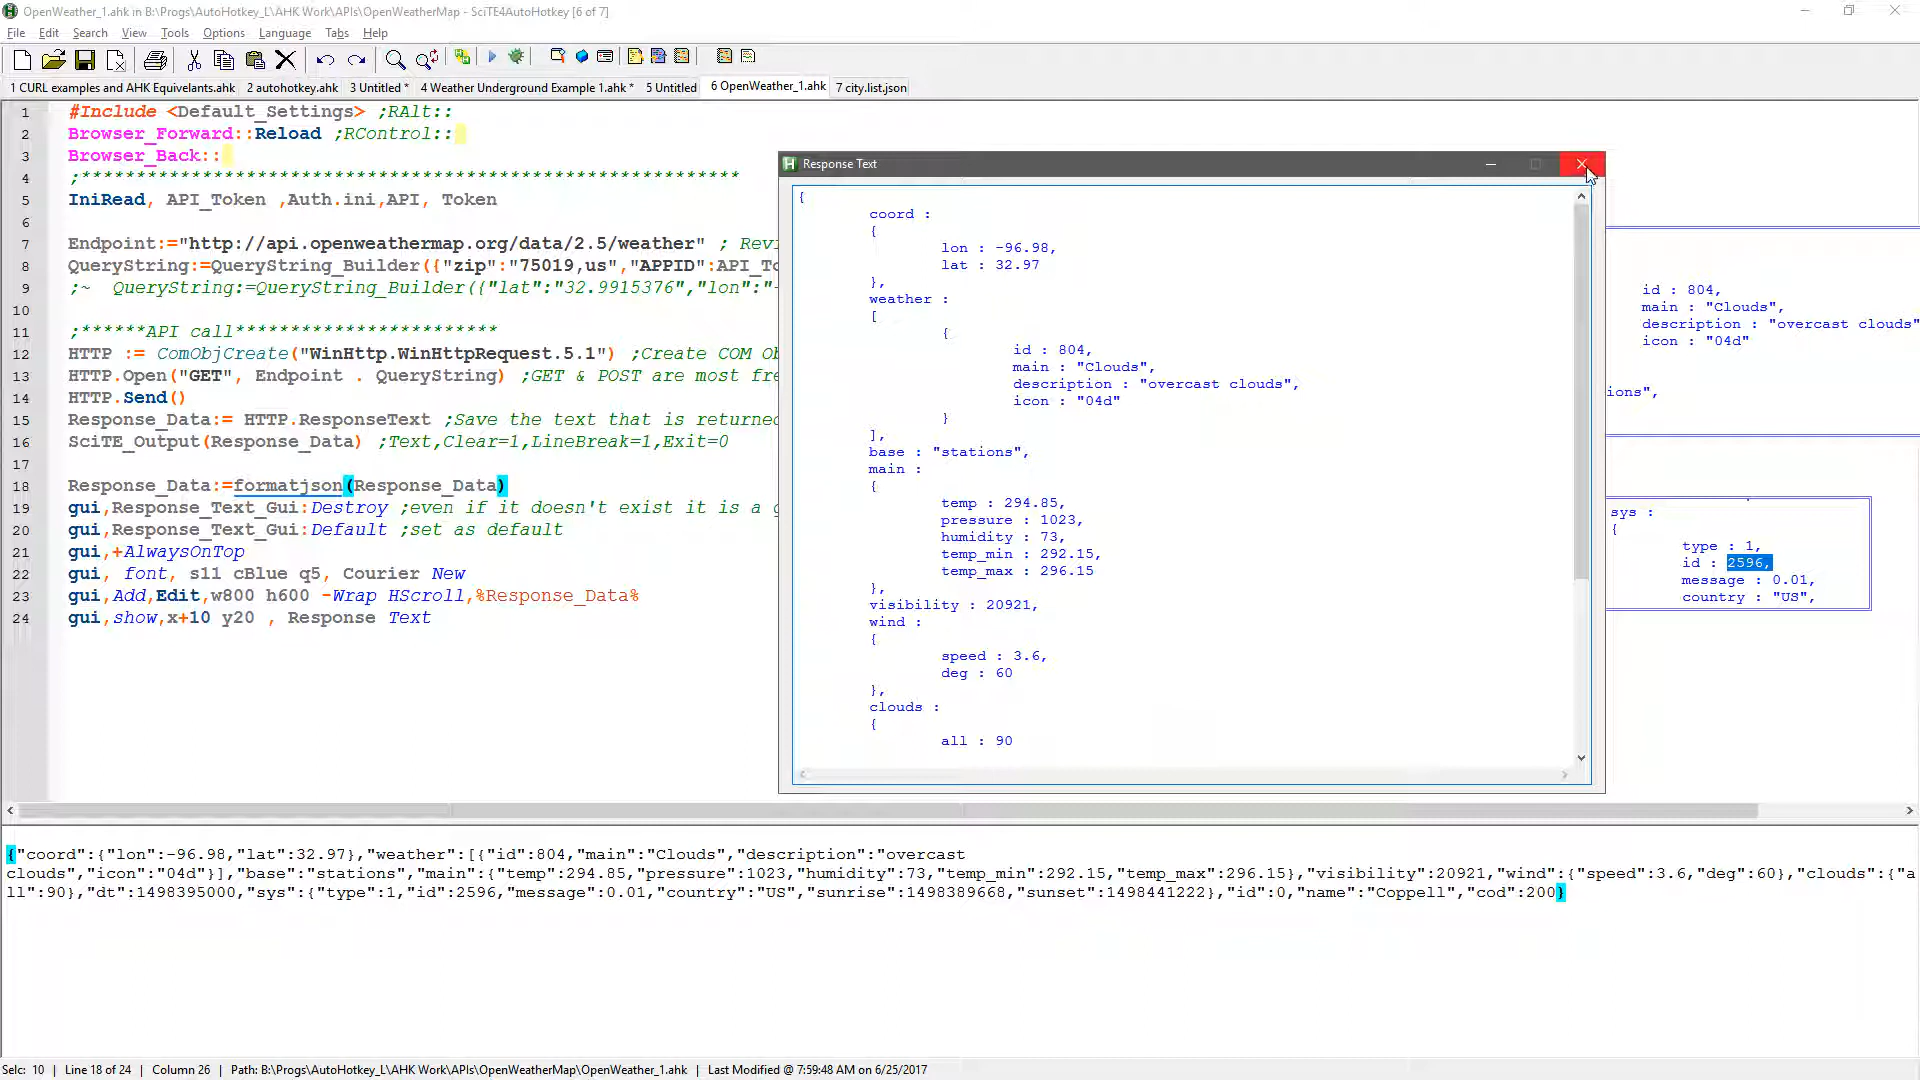 OpenWeather_1.ahk in B:\Progs\AutoHotkey_L\AHK Work\APIs\OpenWeatherMap - SciTE4AutoHotkey [6 of 7]
File Edit Search View Tools Options Language Tabs Help
1 CURL examples and AHK Equivelants.ahk 2 autohotkey.ahk 3 Untitled * 4 Weather Underground Example 1.ahk * 5 Untitled 6 OpenWeather_1.ahk 7 city.list.json
1 #Include <Default_Settings> ;RAlt::
2 Browser_Forward::Reload ;RControl::
3 Browser_Back::
4 ;************************************************************
5 IniRead, API_Token ,Auth.ini,API, Token
6
7 Endpoint:="http://api.openweathermap.org/data/2.5/weather" ; Revi
8 QueryString:=QueryString_Builder({"zip":"75019,us","APPID":API_To
9 ;~ QueryString:=QueryString_Builder({"lat":"32.9915376","lon":"-
10
11 ;******API call************************
12 HTTP := ComObjCreate("WinHttp.WinHttpRequest.5.1") ;Create COM Ob
13 HTTP.Open("GET", Endpoint . QueryString) ;GET & POST are most fre
14 HTTP.Send()
15 Response_Data:= HTTP.ResponseText ;Save the text that is returned
16 SciTE_Output(Response_Data) ;Text,Clear=1,LineBreak=1,Exit=0
17
18 Response_Data:=formatjson(Response_Data)
19 gui,Response_Text_Gui:Destroy ;even if it doesn't exist it is a g
20 gui,Response_Text_Gui:Default ;set as default
21 gui,+AlwaysOnTop
22 gui, font, s11 cBlue q5, Courier New
23 gui,Add,Edit,w800 h600 -Wrap HScroll,%Response_Data%
24 gui,show,x+10 y20 , Response Text
Response Text
{
coord :
{
lon : -96.98,
lat : 32.97
},
weather :
[
{
id : 804,
main : "Clouds",
description : "overcast clouds",
icon : "04d"
}
],
base : "stations",
main :
{
temp : 294.85,
pressure : 1023,
humidity : 73,
temp_min : 292.15,
temp_max : 296.15
},
visibility : 20921,
wind :
{
speed : 3.6,
deg : 60
},
clouds :
{
all : 90
id : 804,
main : "Clouds",
description : "overcast clouds"
icon : "04d"
ions",
sys :
{
type : 1,
id : 2596,
message : 0.01,
country : "US",
{"coord":{"lon":-96.98,"lat":32.97},"weather":[{"id":804,"main":"Clouds","description":"overcast
clouds","icon":"04d"}],"base":"stations","main":{"temp":294.85,"pressure":1023,"humidity":73,"temp_min":292.15,"temp_max":296.15},"visibility":20921,"wind":{"speed":3.6,"deg":60},"clouds":{"a
ll":90},"dt":1498395000,"sys":{"type":1,"id":2596,"message":0.01,"country":"US","sunrise":1498389668,"sunset":1498441222},"id":0,"name":"Coppell","cod":200}
Selc: 10 | Line 18 of 24 | Column 26 | Path: B:\Progs\AutoHotkey_L\AHK Work\APIs\OpenWeatherMap\OpenWeather_1.ahk | Last Modified @ 7:59:48 AM on 6/25/2017